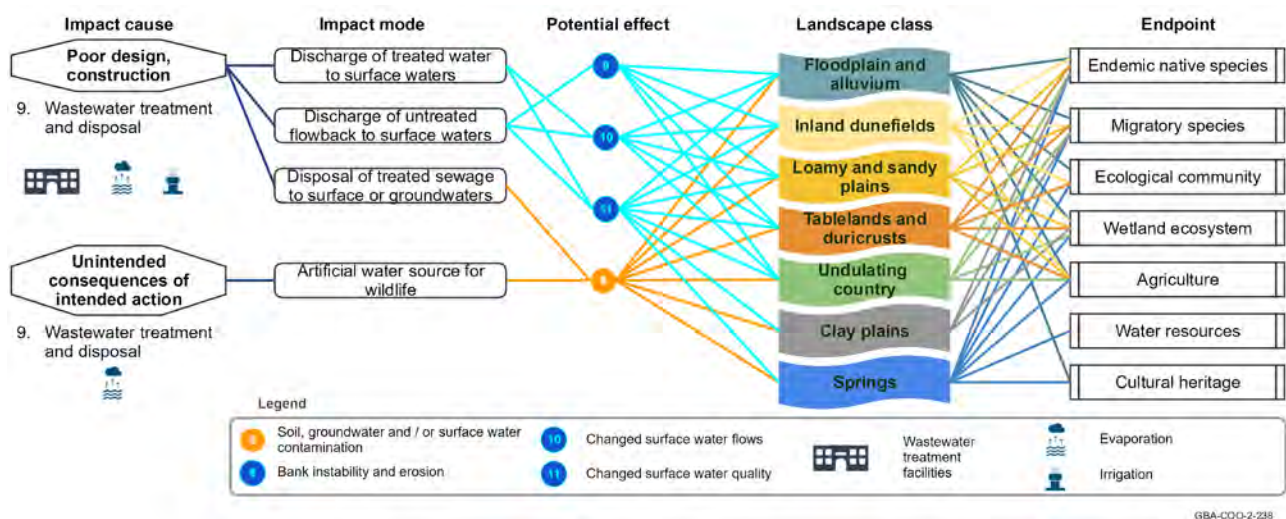 Impact cause
Impact mode
Potential effect
Landscape class
Endpoint
Poor design,
construction
9. Wastewater treatment
and disposal
Unintended
consequences of
intended action
9. Wastewater treatment
and disposal
Discharge of treated water
to surface waters
Discharge of untreated
flowback to surface waters
Disposal of treated sewage
to surface or groundwaters
Artificial water source for
wildlife
9
10
11
Floodplain and
alluvium
Inland dunefields
Loamy and sandy
plains
Tablelands and
duricrusts
Undulating
country
Clay plains
Springs
Endemic native species
Migratory species
Ecological community
Wetland ecosystem
Agriculture
Water resources
Cultural heritage
Legend
Soil, groundwater and / or surface water
contamination
9
Bank instability and erosion
10
Changed surface water flows
11
Changed surface water quality
Wastewater
treatment
facilities
Evaporation
Irrigation
GBA-COO-2-238